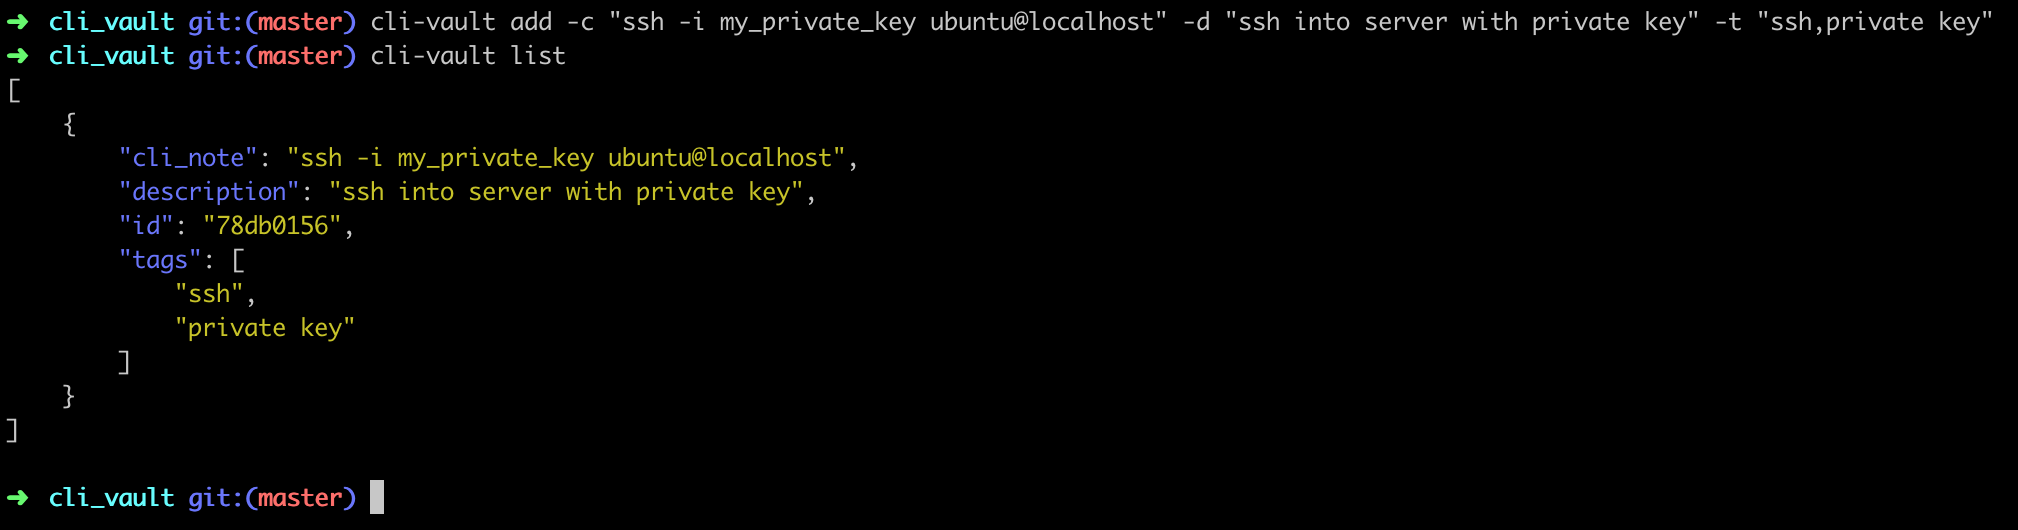 ➜ cli_vault git:(master) cli-vault add -c "ssh -i my_private_key ubuntu@localhost" -d "ssh into server with private key" -t "ssh,private key"
➜ cli_vault git:(master) cli-vault list
[
    {
        "cli_note": "ssh -i my_private_key ubuntu@localhost",
        "description": "ssh into server with private key",
        "id": "78db0156",
        "tags": [
            "ssh",
            "private key"
        ]
    }
]
➜ cli_vault git:(master)